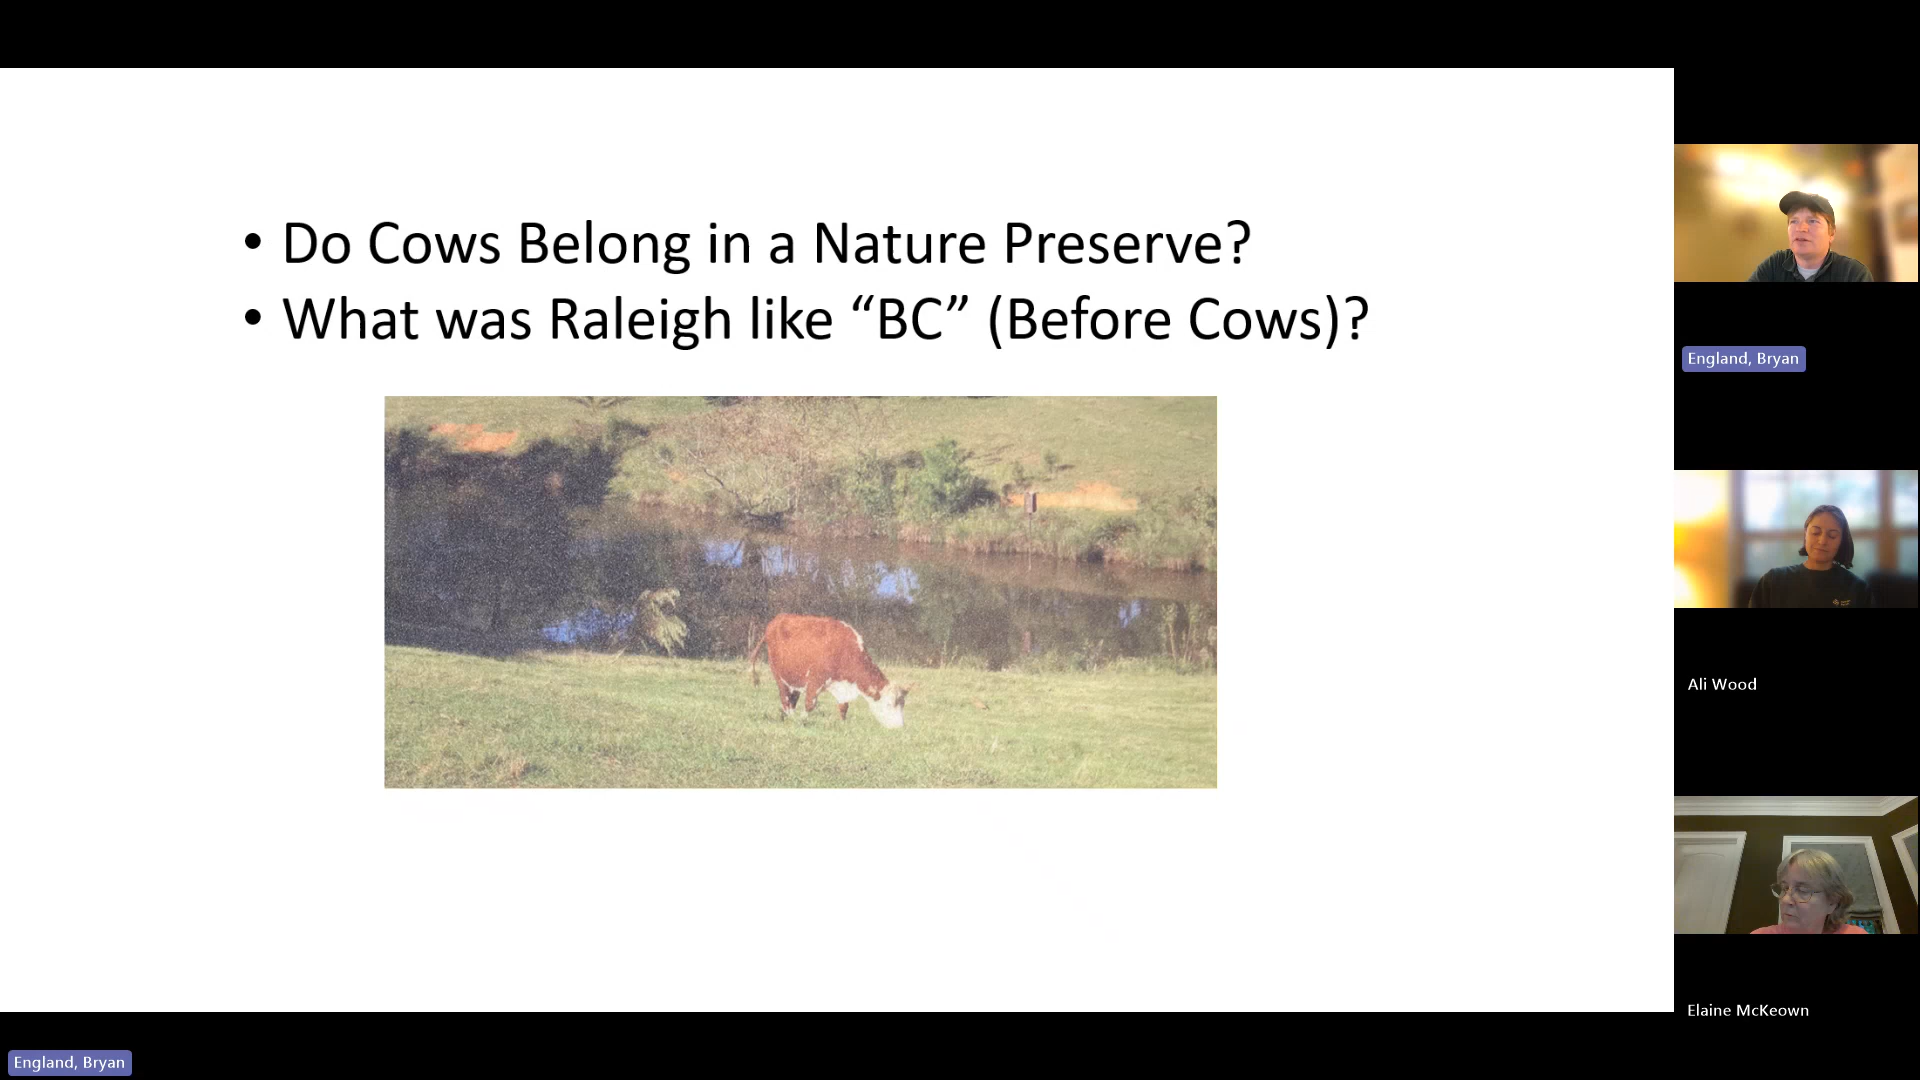 • Do Cows Belong in a Nature Preserve?
• What was Raleigh like “BC” (Before Cows)?
England, Bryan
Ali Wood
Elaine McKeown
England, Bryan